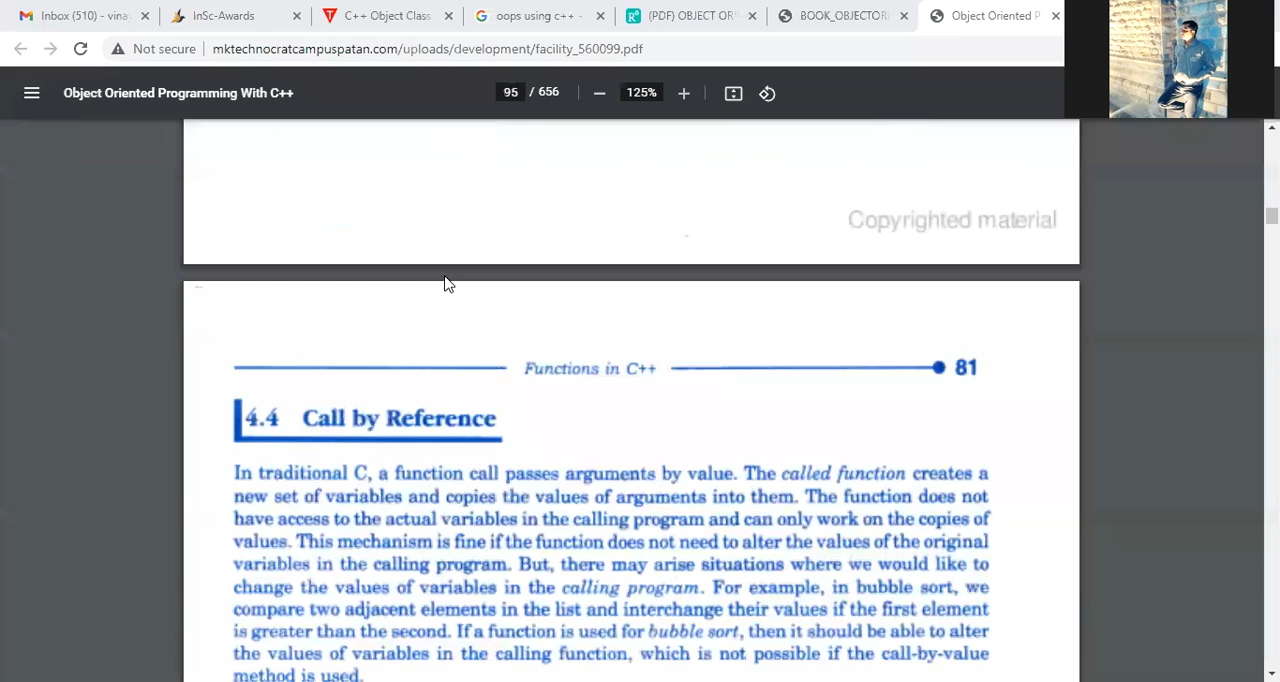 Inbox (510) - vina
InSc-Awards
C++ Object Class
oops using c++ -
(PDF) OBJECT OR
BOOK_OBJECTORI
Object Oriented P
Not secure
mktechnocratcampuspatan.com/uploads/development/facility_560099.pdf
Object Oriented Programming With C++
95 / 656
125%
Copyrighted material
Functions in C++
81
4.4 Call by Reference
In traditional C, a function call passes arguments by value. The called function creates a
new set of variables and copies the values of arguments into them. The function does not
have access to the actual variables in the calling program and can only work on the copies of
values. This mechanism is fine if the function does not need to alter the values of the original
variables in the calling program. But, there may arise situations where we would like to
change the values of variables in the calling program. For example, in bubble sort, we
compare two adjacent elements in the list and interchange their values if the first element
is greater than the second. If a function is used for bubble sort, then it should be able to alter
the values of variables in the calling function, which is not possible if the call-by-value
method is used.